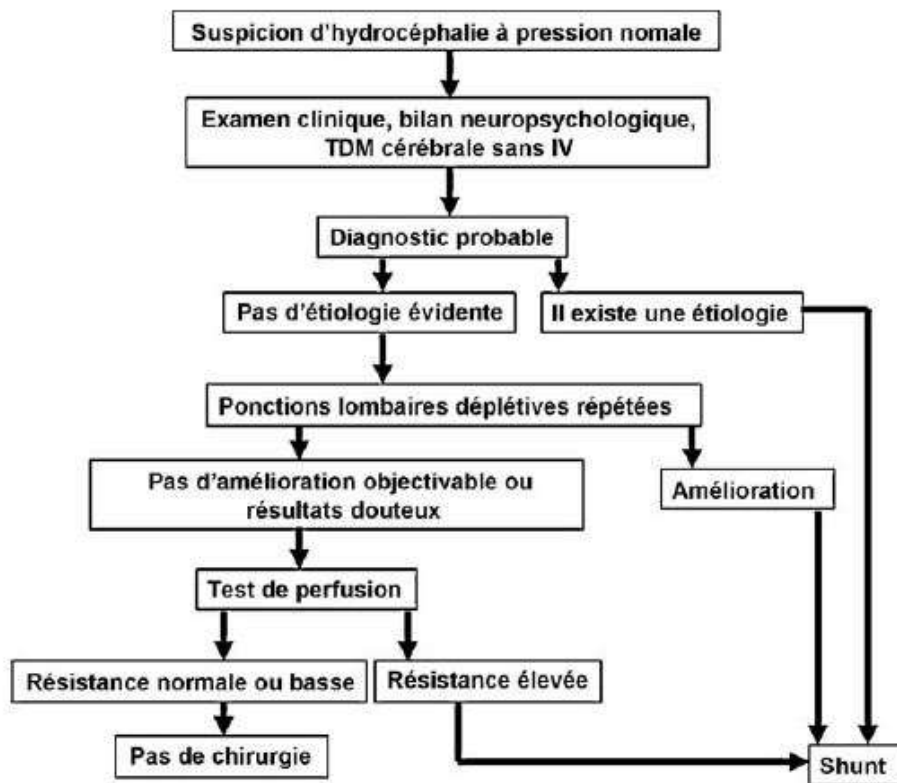 Suspicion d'hydrocéphalie à pression nomale
Examen clinique, bilan neuropsychologique,
TDM cérébrale sans IV
Diagnostic probable
Pas d'étiologie évidente
Il existe une étiologie
Ponctions lombaires déplétives répétées
Pas d'amélioration objectivable ou
résultats douteux
Amélioration
Test de perfusion
Résistance normale ou basse
Résistance élevée
Pas de chirurgie
Shunt